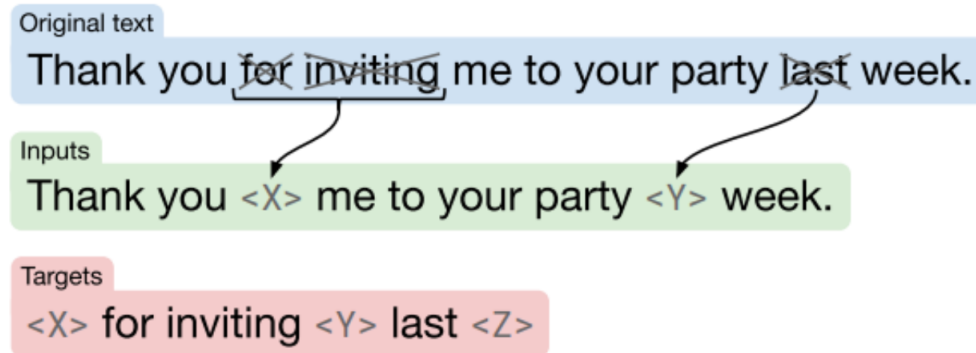 Original text
Thank you for inviting me to your party last week.
Inputs
Thank you <X> me to your party <Y> week.
Targets
<X> for inviting <Y> last <Z>